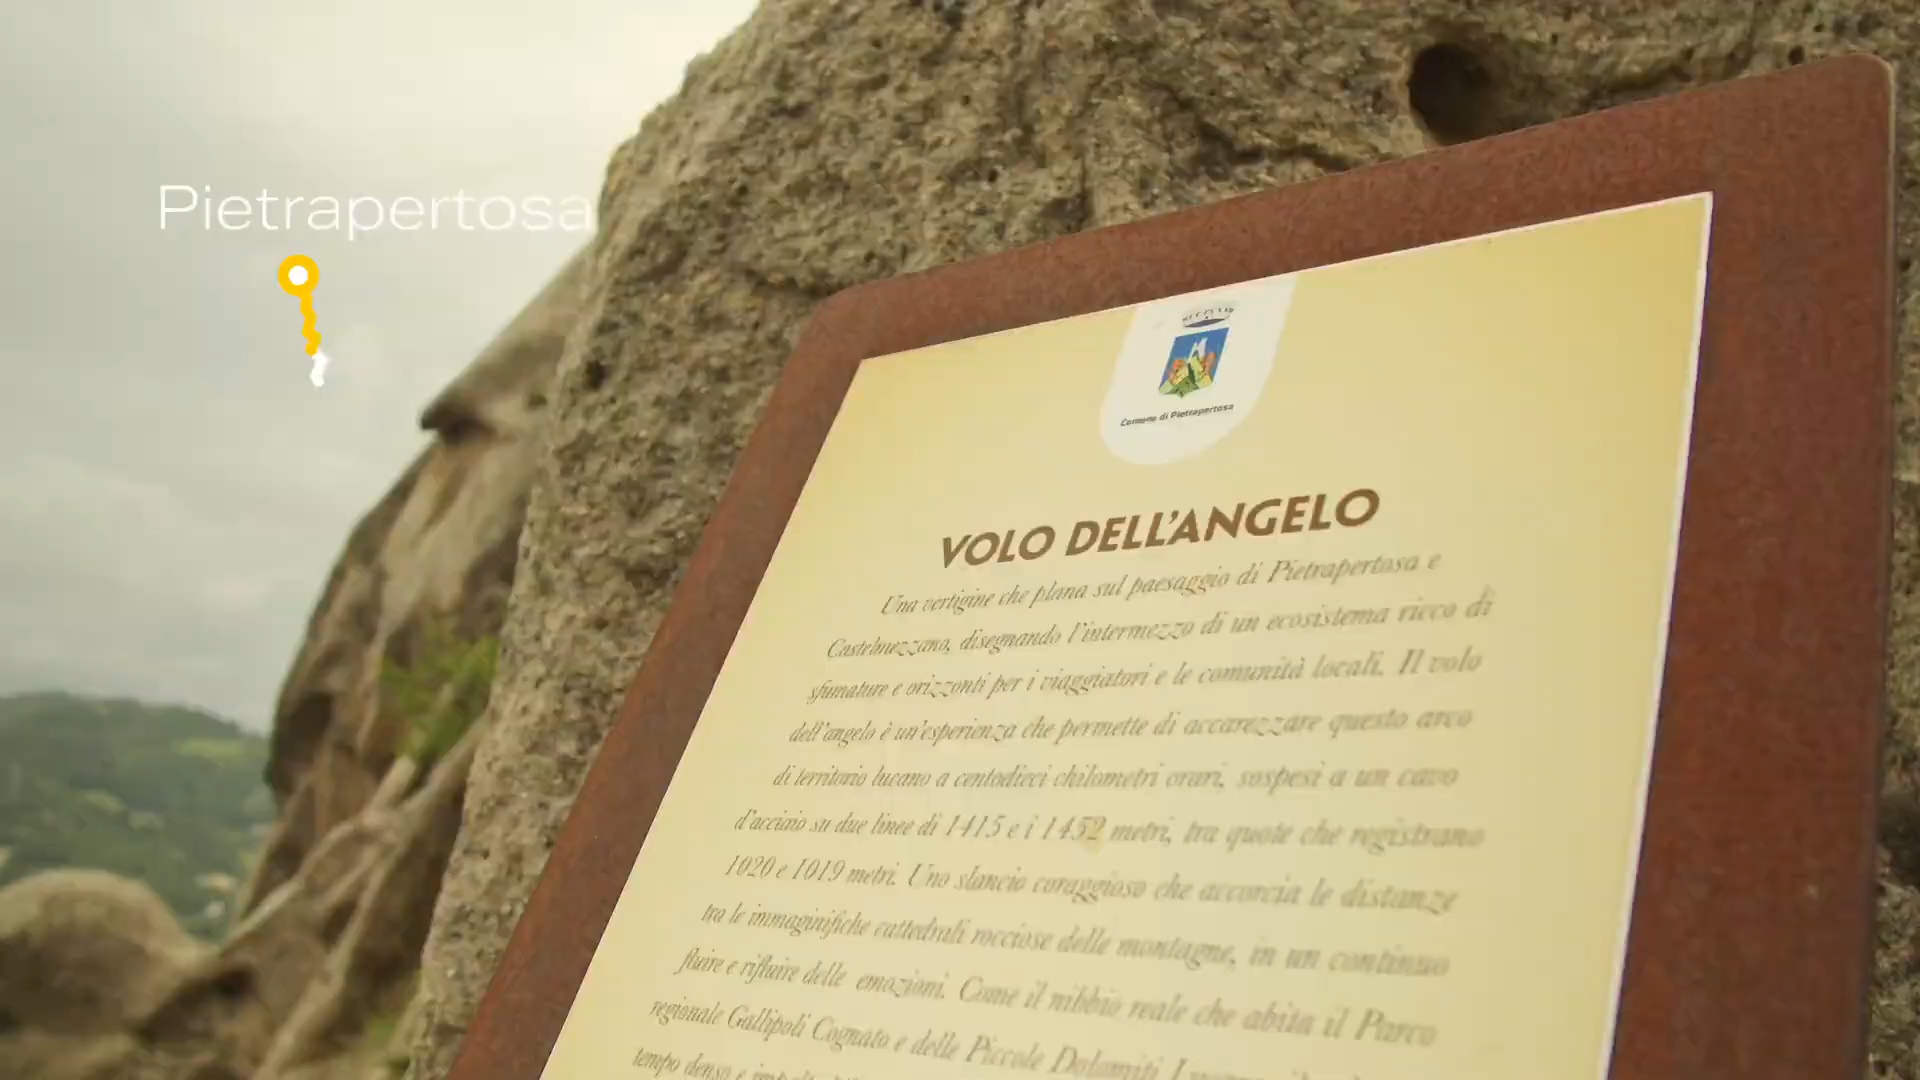 Pietrapertosa
Comune di Pietrapertosa
VOLO DELL'ANGELO
Una vertigine che plana sul paesaggio di Pietrapertosa e
Castelmezzano, disegnando l'intermezzo di un ecosistema ricco di
sfumature e orizzonti per i viaggiatori e le comunità locali. Il volo
dell'angelo è un'esperienza che permette di accarezzare questo arco
di territorio lucano a centodieci chilometri orari, sospesi a un cavo
d'acciaio su due linee di 1415 e i 1452 metri, tra quote che registrano
1020 e 1019 metri. Uno slancio coraggioso che accorcia le distanze
tra le immaginifiche cattedrali rocciose delle montagne, in un continuo
fluire e rifluire delle emozioni. Come il nibbio reale che abita il Parco
regionale Gallipoli Cognato e delle Piccole Dolomiti
tempo denso e